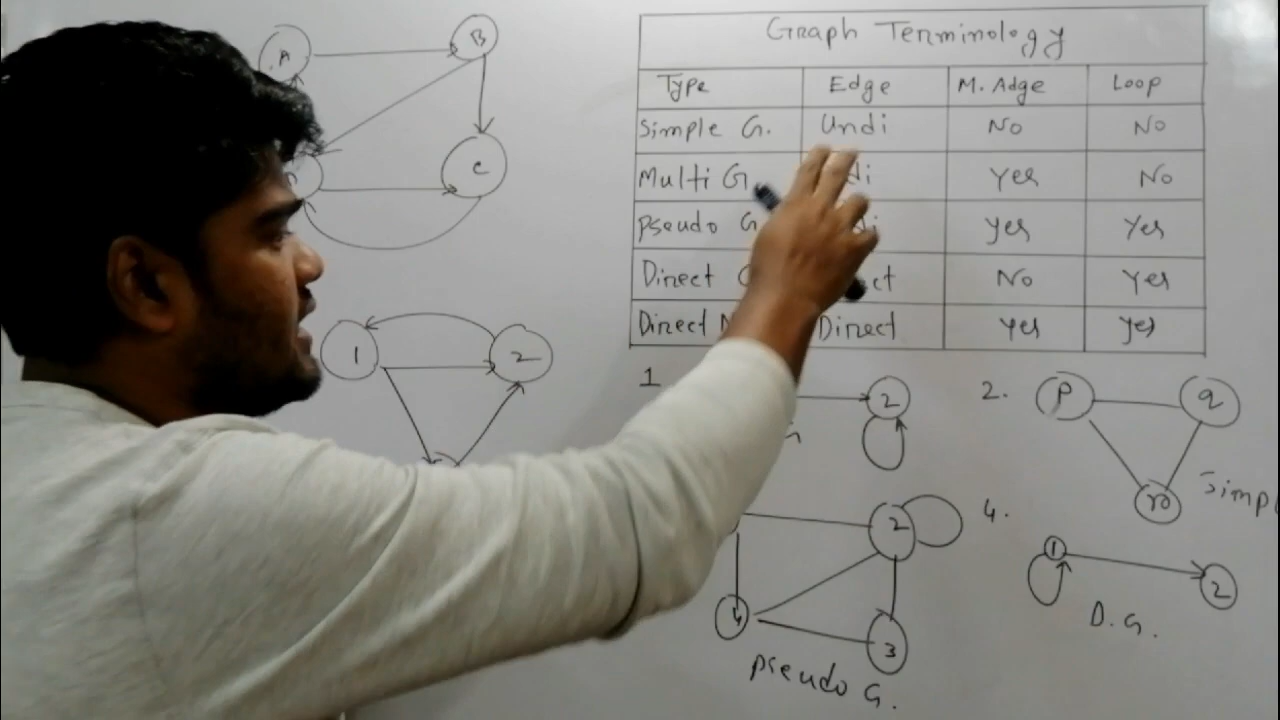 Graph Terminology
Type Edge M. Adge Loop
Simple G. Undi No No
Multi G. Yes No
Pseudo G Yes Yes
Direct No Yes
Direct Direct Yes Yes
A
B
C
1
2
1
2
2.
P
q
r
2
4
3
Pseudo G.
4.
1
2
D.G.